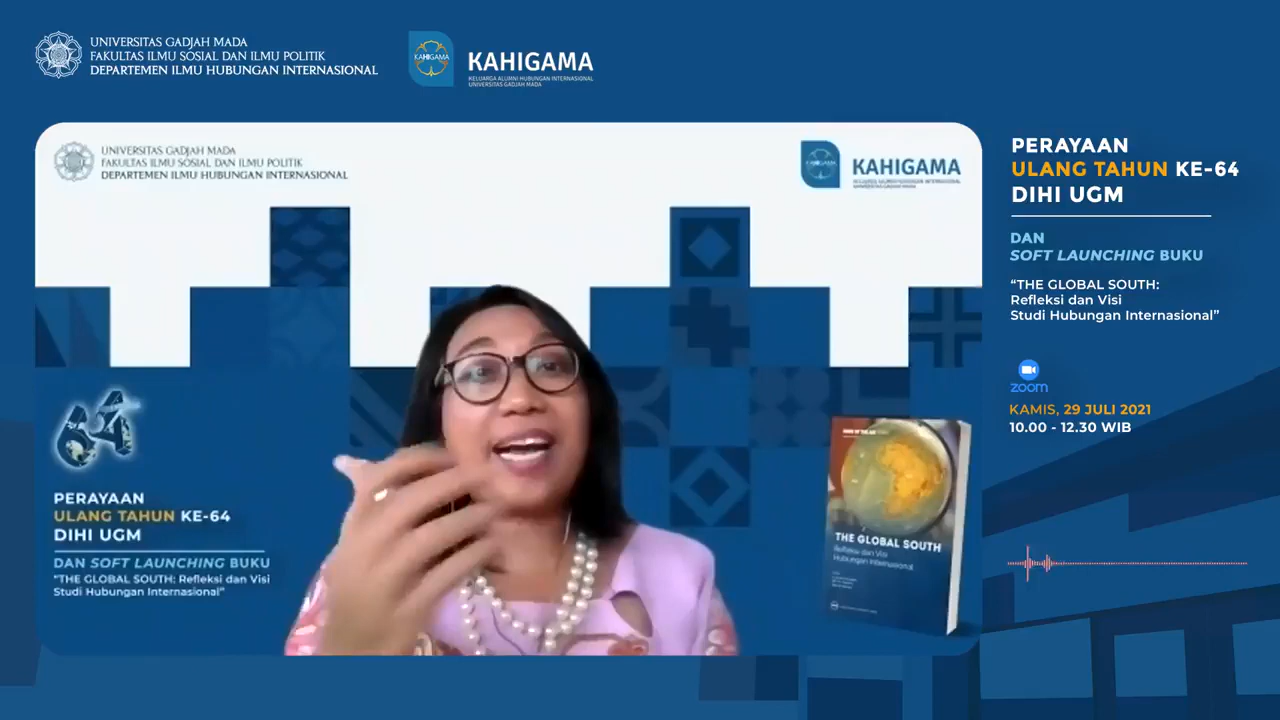 UNIVERSITAS GADJAH MADA
FAKULTAS ILMU SOSIAL DAN ILMU POLITIK
DEPARTEMEN ILMU HUBUNGAN INTERNASIONAL
KAHIGAMA
KAHIGAMA
KELUARGA ALUMNI HUBUNGAN INTERNASIONAL
UNIVERSITAS GADJAH MADA
UNIVERSITAS GADJAH MADA
FAKULTAS ILMU SOSIAL DAN ILMU POLITIK
DEPARTEMEN ILMU HUBUNGAN INTERNASIONAL
KAHIGAMA
KAHIGAMA
64
PERAYAAN
ULANG TAHUN KE-64
DIHI UGM
DAN SOFT LAUNCHING BUKU
"THE GLOBAL SOUTH: Refleksi dan Visi
Studi Hubungan Internasional"
THE GLOBAL SOUTH
Refleksi dan Visi
Hubungan Internasional
PERAYAAN
ULANG TAHUN KE-64
DIHI UGM
DAN
SOFT LAUNCHING BUKU
“THE GLOBAL SOUTH:
Refleksi dan Visi
Studi Hubungan Internasional”
zoom
KAMIS, 29 JULI 2021
10.00 - 12.30 WIB